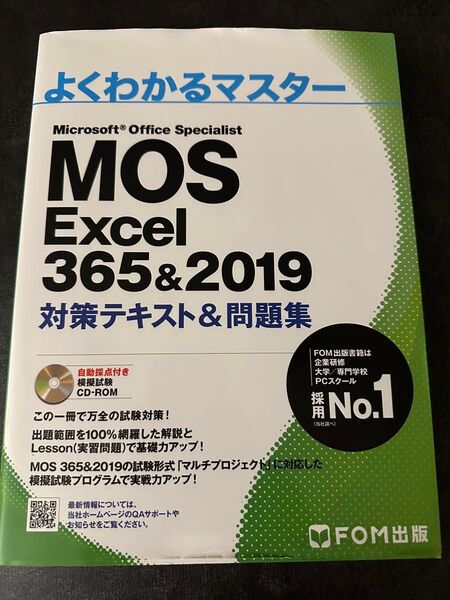 よくわかるマスター
Microsoft® Office Specialist
MOS
Excel
365&2019
対策テキスト&問題集
自動採点付き
模擬試験
CD-ROM
FOM出版書籍は
企業研修
大学/専門学校
PCスクール
採用No.1
(当社調べ)
この一冊で万全の試験対策!
出題範囲を100%網羅した解説と
Lesson(実習問題)で基礎力アップ!
MOS 365&2019の試験形式「マルチプロジェクト」に対応した
模擬試験プログラムで実戦力アップ!
最新情報については、
当社ホームページのQAサポートや
お知らせをご覧ください。
FOM出版